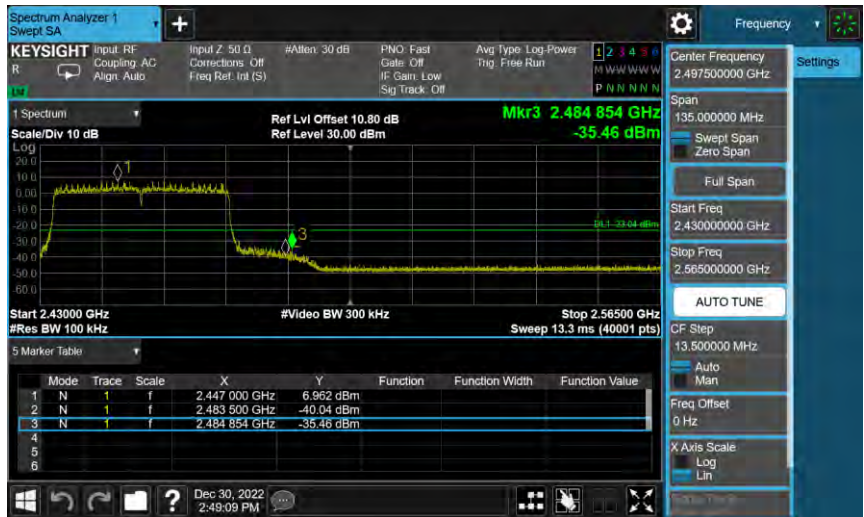 Spectrum Analyzer 1
Swept SA
+
Frequency
KEYSIGHT
R
Input: RF
Coupling: AC
Align: Auto
Input Z: 50 Ω
Corrections: Off
Freq Ref: Int (S)
#Atten: 30 dB
PNO: Fast
Gate: Off
IF Gain: Low
Sig Track: Off
Avg Type: Log-Power
Trig: Free Run
1 2 3 4 5 6
M W W W W W
P N N N N N
1 Spectrum
Scale/Div 10 dB
Ref Lvl Offset 10.80 dB
Ref Level 30.00 dBm
Mkr3 2.484 854 GHz
-35.46 dBm
Log
20.0
10.0
0.00
-10.0
-20.0
-30.0
-40.0
-50.0
-60.0
1
3
DL1 -23.04 dBm
Start 2.43000 GHz
#Res BW 100 kHz
#Video BW 300 kHz
Stop 2.56500 GHz
Sweep 13.3 ms (40001 pts)
5 Marker Table
Mode Trace Scale X Y Function Function Width Function Value
1 N 1 f 2.447 000 GHz 6.962 dBm
2 N 1 f 2.483 500 GHz -40.04 dBm
3 N 1 f 2.484 854 GHz -35.46 dBm
4
5
6
?
Dec 30, 2022
2:49:09 PM
Center Frequency
2.497500000 GHz
Settings
Span
135.000000 MHz
Swept Span
Zero Span
Full Span
Start Freq
2.430000000 GHz
Stop Freq
2.565000000 GHz
AUTO TUNE
CF Step
13.500000 MHz
Auto
Man
Freq Offset
0 Hz
X Axis Scale
Log
Lin